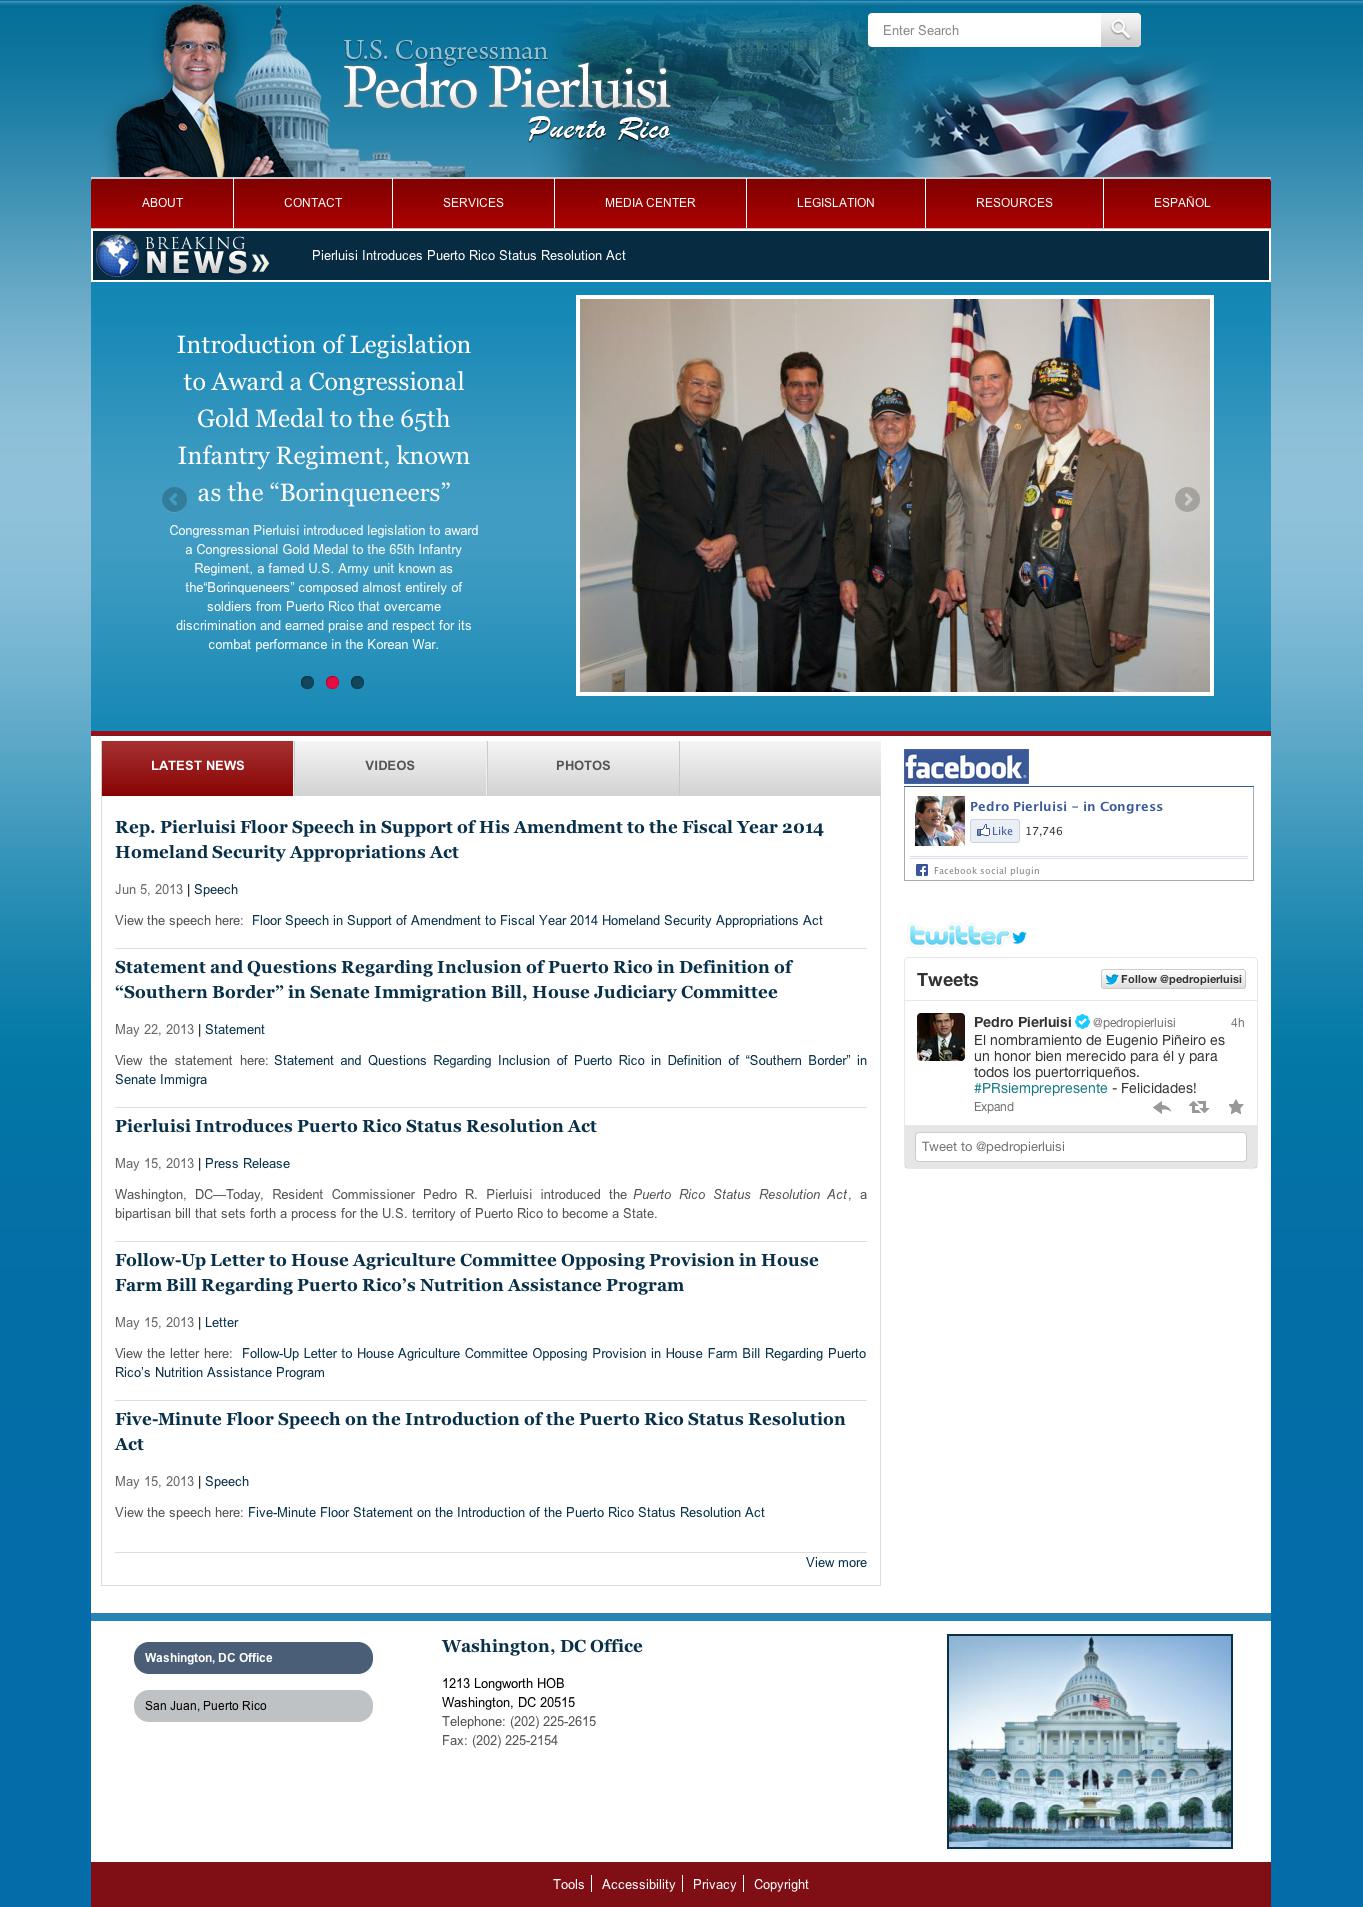 Enter Search
U.S. Congressman
Pedro Pierluisi
Puerto Rico
ABOUT
CONTACT
SERVICES
MEDIA CENTER
LEGISLATION
RESOURCES
ESPAÑOL
BREAKING
NEWS»
Pierluisi Introduces Puerto Rico Status Resolution Act
Introduction of Legislation
to Award a Congressional
Gold Medal to the 65th
Infantry Regiment, known
as the “Borinqueneers”
Congressman Pierluisi introduced legislation to award
a Congressional Gold Medal to the 65th Infantry
Regiment, a famed U.S. Army unit known as
the“Borinqueneers” composed almost entirely of
soldiers from Puerto Rico that overcame
discrimination and earned praise and respect for its
combat performance in the Korean War.
LATEST NEWS
VIDEOS
PHOTOS
Rep. Pierluisi Floor Speech in Support of His Amendment to the Fiscal Year 2014
Homeland Security Appropriations Act
Jun 5, 2013 | Speech
View the speech here: Floor Speech in Support of Amendment to Fiscal Year 2014 Homeland Security Appropriations Act
Statement and Questions Regarding Inclusion of Puerto Rico in Definition of
“Southern Border” in Senate Immigration Bill, House Judiciary Committee
May 22, 2013 | Statement
View the statement here: Statement and Questions Regarding Inclusion of Puerto Rico in Definition of “Southern Border” in
Senate Immigra
Pierluisi Introduces Puerto Rico Status Resolution Act
May 15, 2013 | Press Release
Washington, DC—Today, Resident Commissioner Pedro R. Pierluisi introduced the Puerto Rico Status Resolution Act, a
bipartisan bill that sets forth a process for the U.S. territory of Puerto Rico to become a State.
Follow-Up Letter to House Agriculture Committee Opposing Provision in House
Farm Bill Regarding Puerto Rico’s Nutrition Assistance Program
May 15, 2013 | Letter
View the letter here: Follow-Up Letter to House Agriculture Committee Opposing Provision in House Farm Bill Regarding Puerto
Rico’s Nutrition Assistance Program
Five-Minute Floor Speech on the Introduction of the Puerto Rico Status Resolution
Act
May 15, 2013 | Speech
View the speech here: Five-Minute Floor Statement on the Introduction of the Puerto Rico Status Resolution Act
View more
facebook
Pedro Pierluisi – in Congress
Like 17,746
Facebook social plugin
twitter
Tweets
Follow @pedropierluisi
Pedro Pierluisi @pedropierluisi 4h
El nombramiento de Eugenio Piñeiro es
un honor bien merecido para él y para
todos los puertorriqueños.
#PRsiemprepresente - Felicidades!
Expand
Tweet to @pedropierluisi
Washington, DC Office
San Juan, Puerto Rico
Washington, DC Office
1213 Longworth HOB
Washington, DC 20515
Telephone: (202) 225-2615
Fax: (202) 225-2154
Tools | Accessibility | Privacy | Copyright